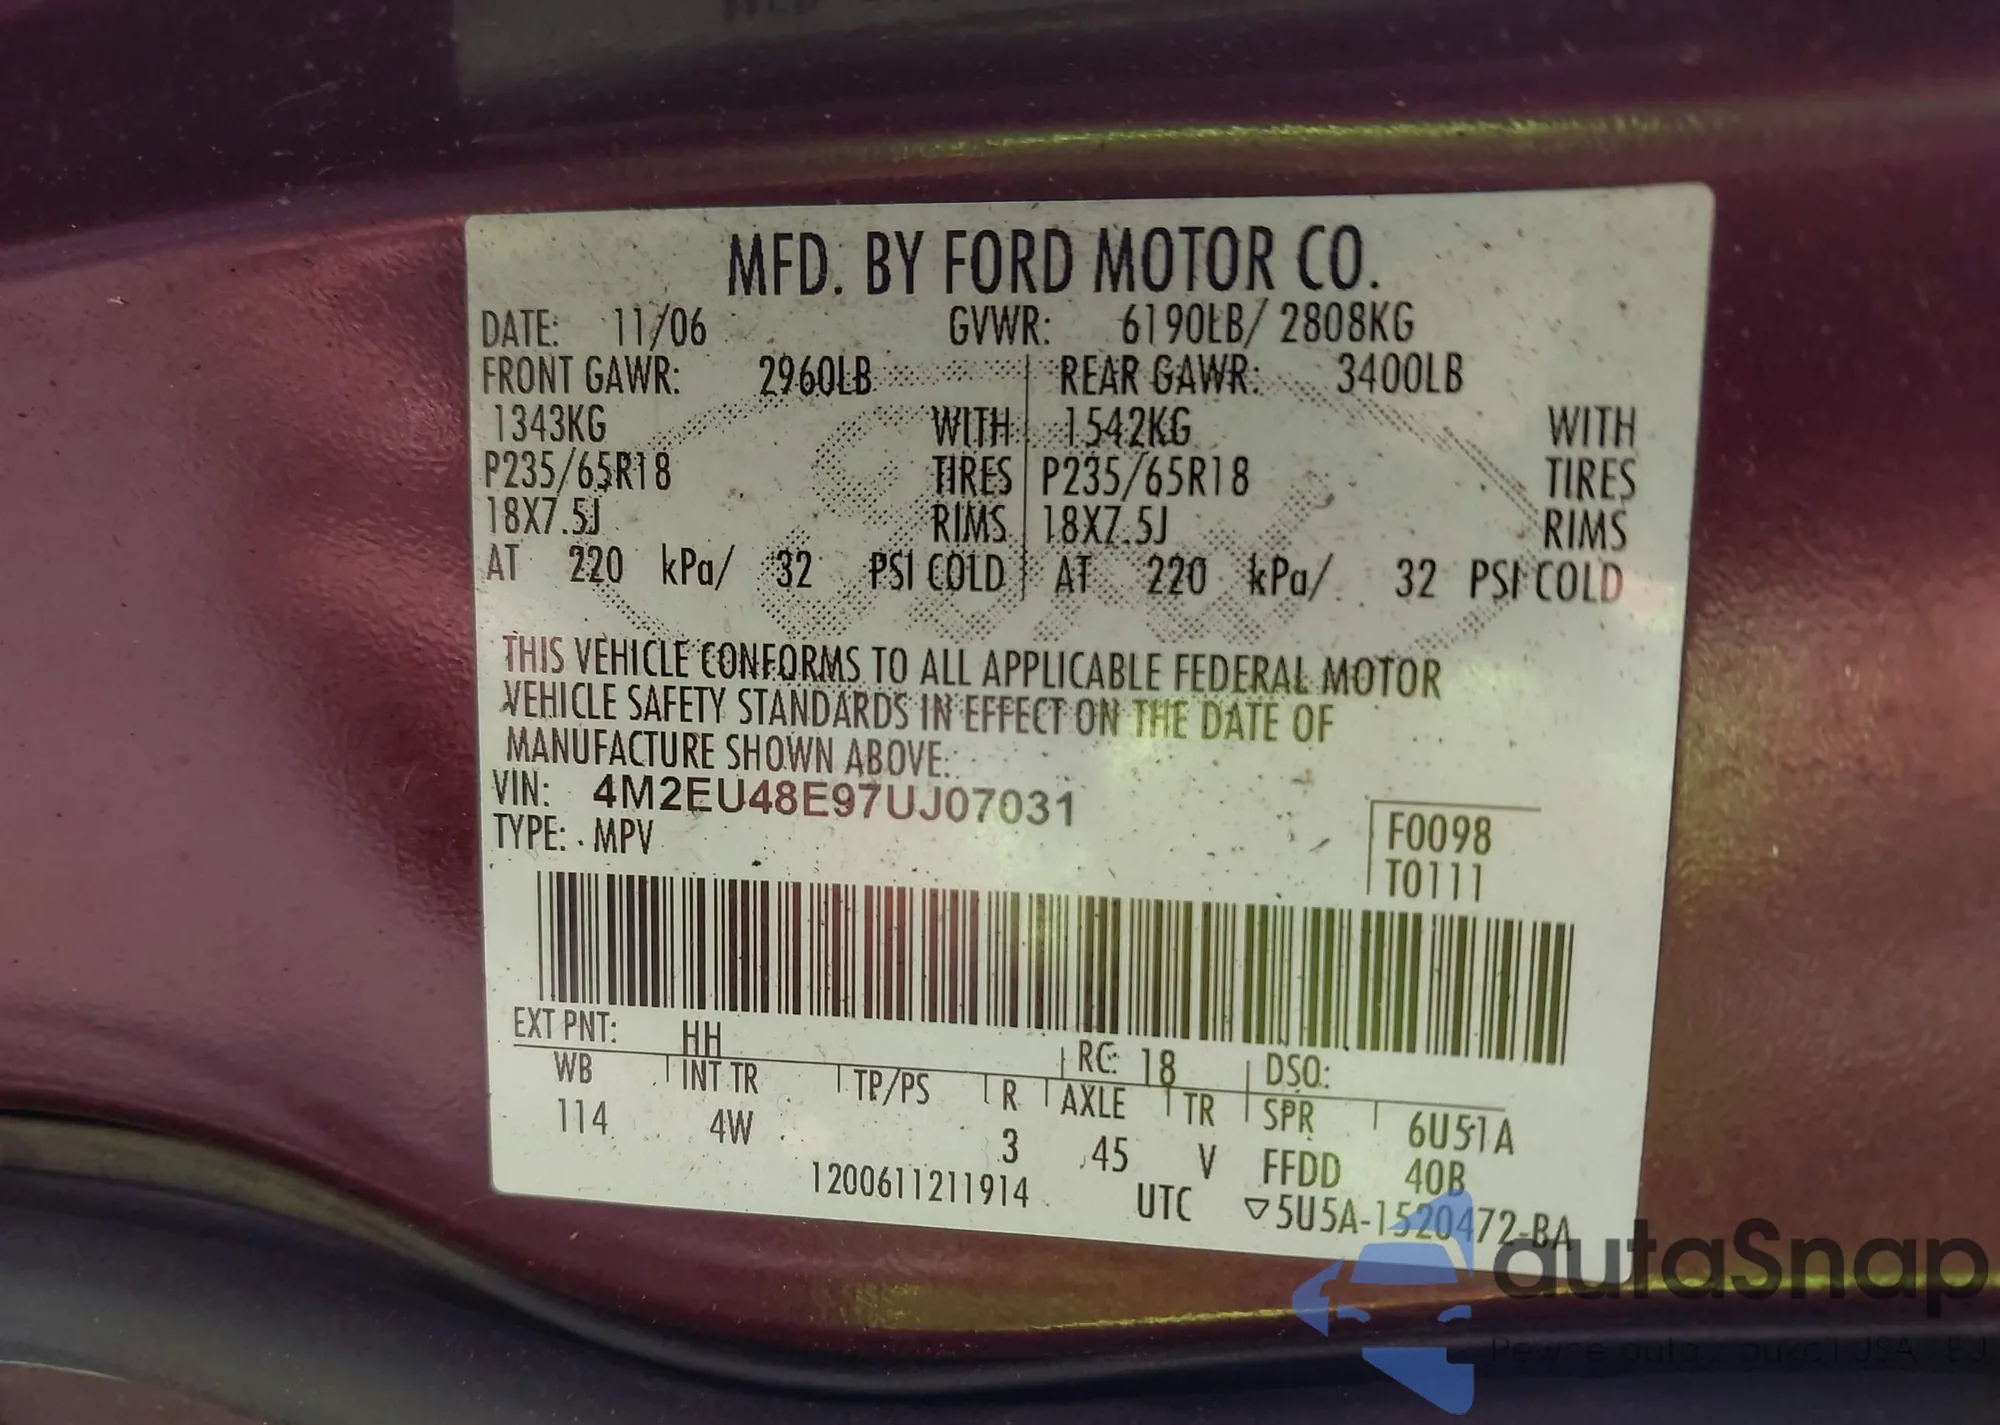 MFD. BY FORD MOTOR CO.
DATE: 11/06 GVWR: 6190LB/ 2808KG
FRONT GAWR: 2960LB REAR GAWR: 3400LB
1343KG WITH 1542KG WITH
P235/65R18 TIRES P235/65R18 TIRES
18X7.5J RIMS 18X7.5J RIMS
AT 220 kPa/ 32 PSI COLD AT 220 kPa/ 32 PSI COLD
THIS VEHICLE CONFORMS TO ALL APPLICABLE FEDERAL MOTOR
VEHICLE SAFETY STANDARDS IN EFFECT ON THE DATE OF
MANUFACTURE SHOWN ABOVE.
VIN: 4M2EU48E97UJ07031
TYPE: MPV
F0098
T0111
EXT PNT: HH RC: 18 DSO:
WB INT TR TP/PS R AXLE TR SPR 6U51A
114 4W 3 45 V FFDD 40B
1200611211914 UTC ▽5U5A-1520472-BA
autaSnap